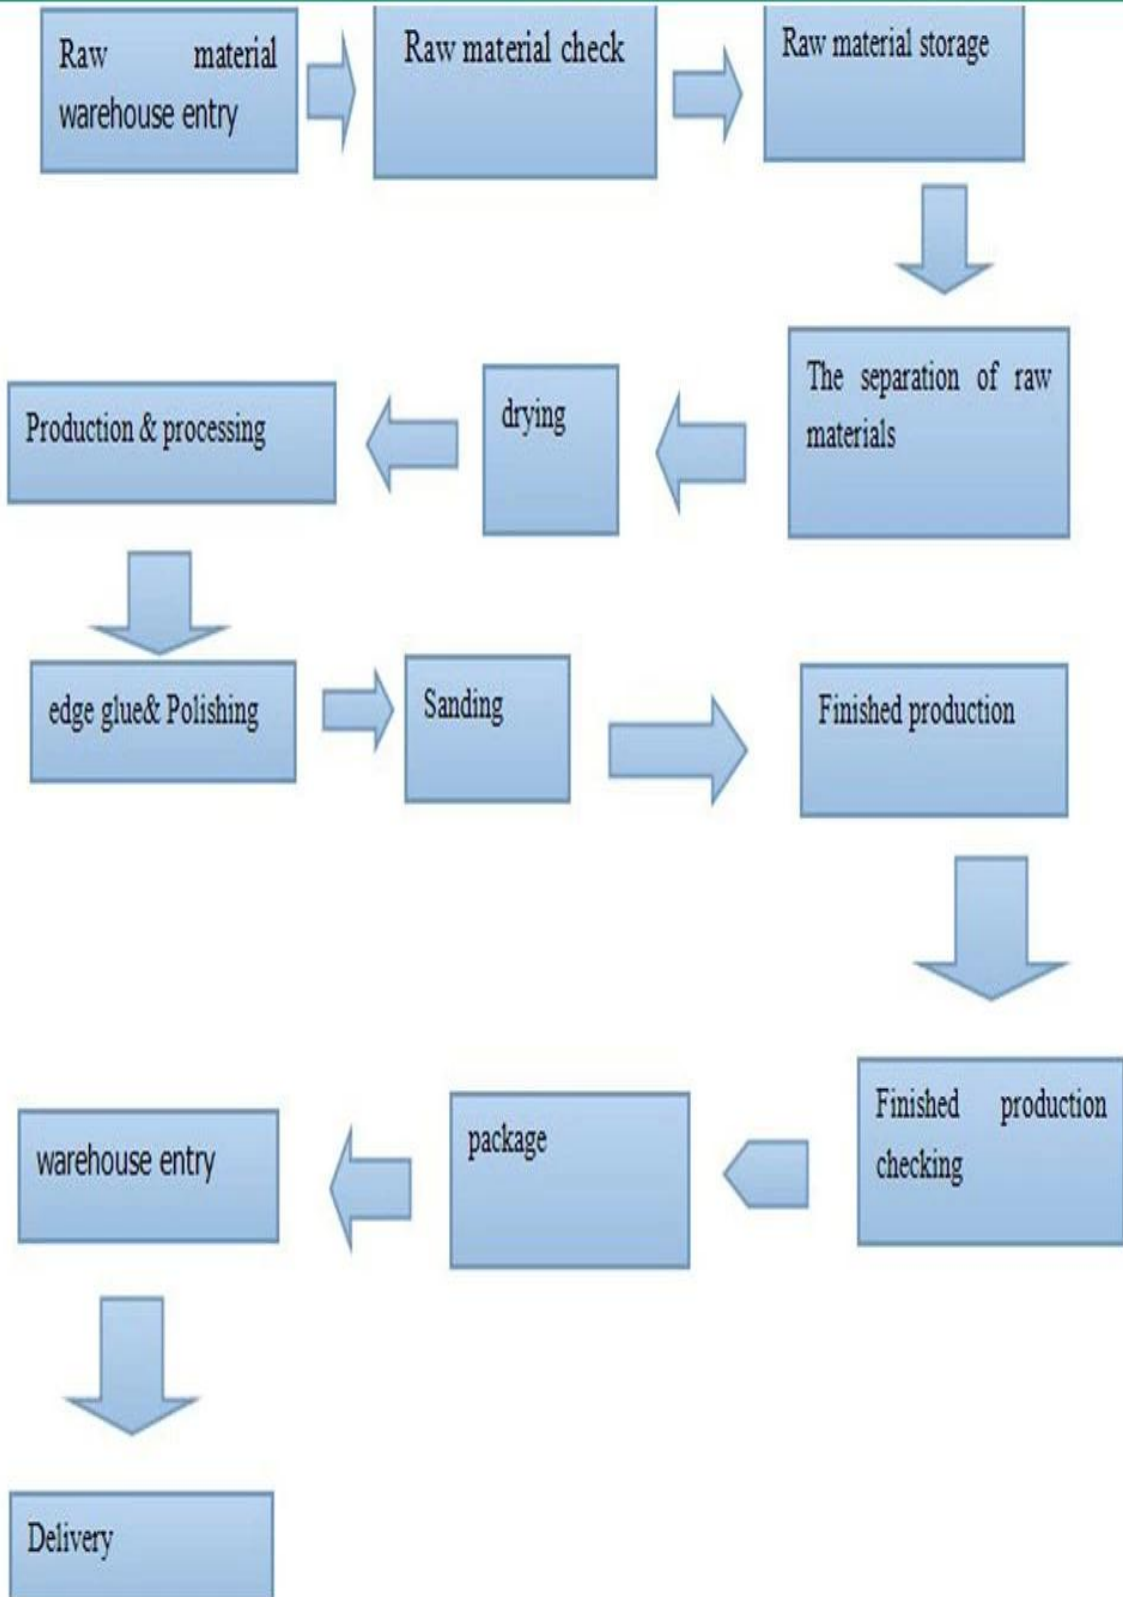 Raw material
warehouse entry
Raw material check
Raw material storage
The separation of raw
materials
drying
Production & processing
edge glue& Polishing
Sanding
Finished production
Finished production
checking
package
warehouse entry
Delivery